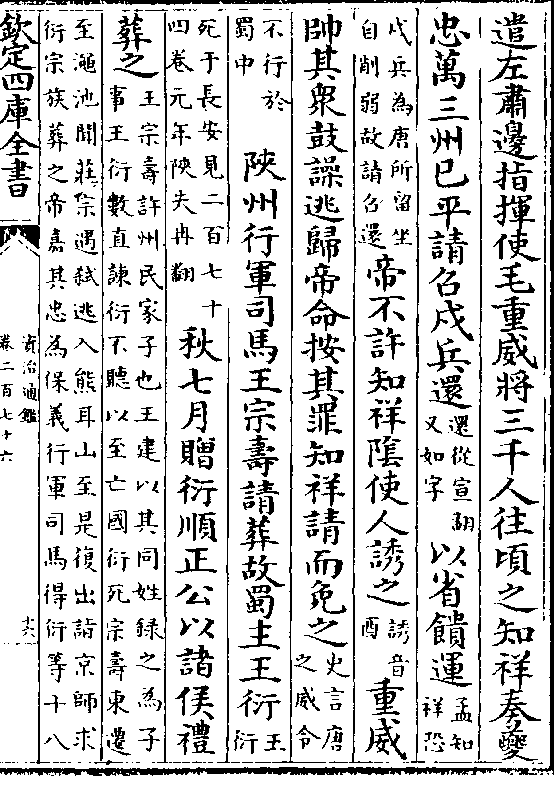 遣左肅邊指揮使毛重威將三千人往頃之知祥奏夔
忠萬三州已平請召戍兵還還從宣翻又如字以省饋運孟知祥恐
戍兵為唐所留坐自削弱故請召還帝不許知祥隂使人誘之誘音酉重威
帥其衆鼓譟逃歸帝命按其罪知祥請而免之史言唐之威令
不行於蜀中陜州行軍司馬王宗壽請葬故蜀主王衍王衍
死于長安見二百七十四卷元年陜失冉翻秋七月贈衍順正公以諸侯禮
葬之王宗壽許州民家子也王建以其同姓錄之為子事王衍數直諫衍不聽以至亡國衍死宗壽東遷
至澠池聞莊宗遇弒逃入熊耳山至是復出詣京師求衍宗族葬之帝嘉其忠為保義行軍司馬得衍等十八
欽定四庫全書
資治通鑑
卷二百七十六
十六